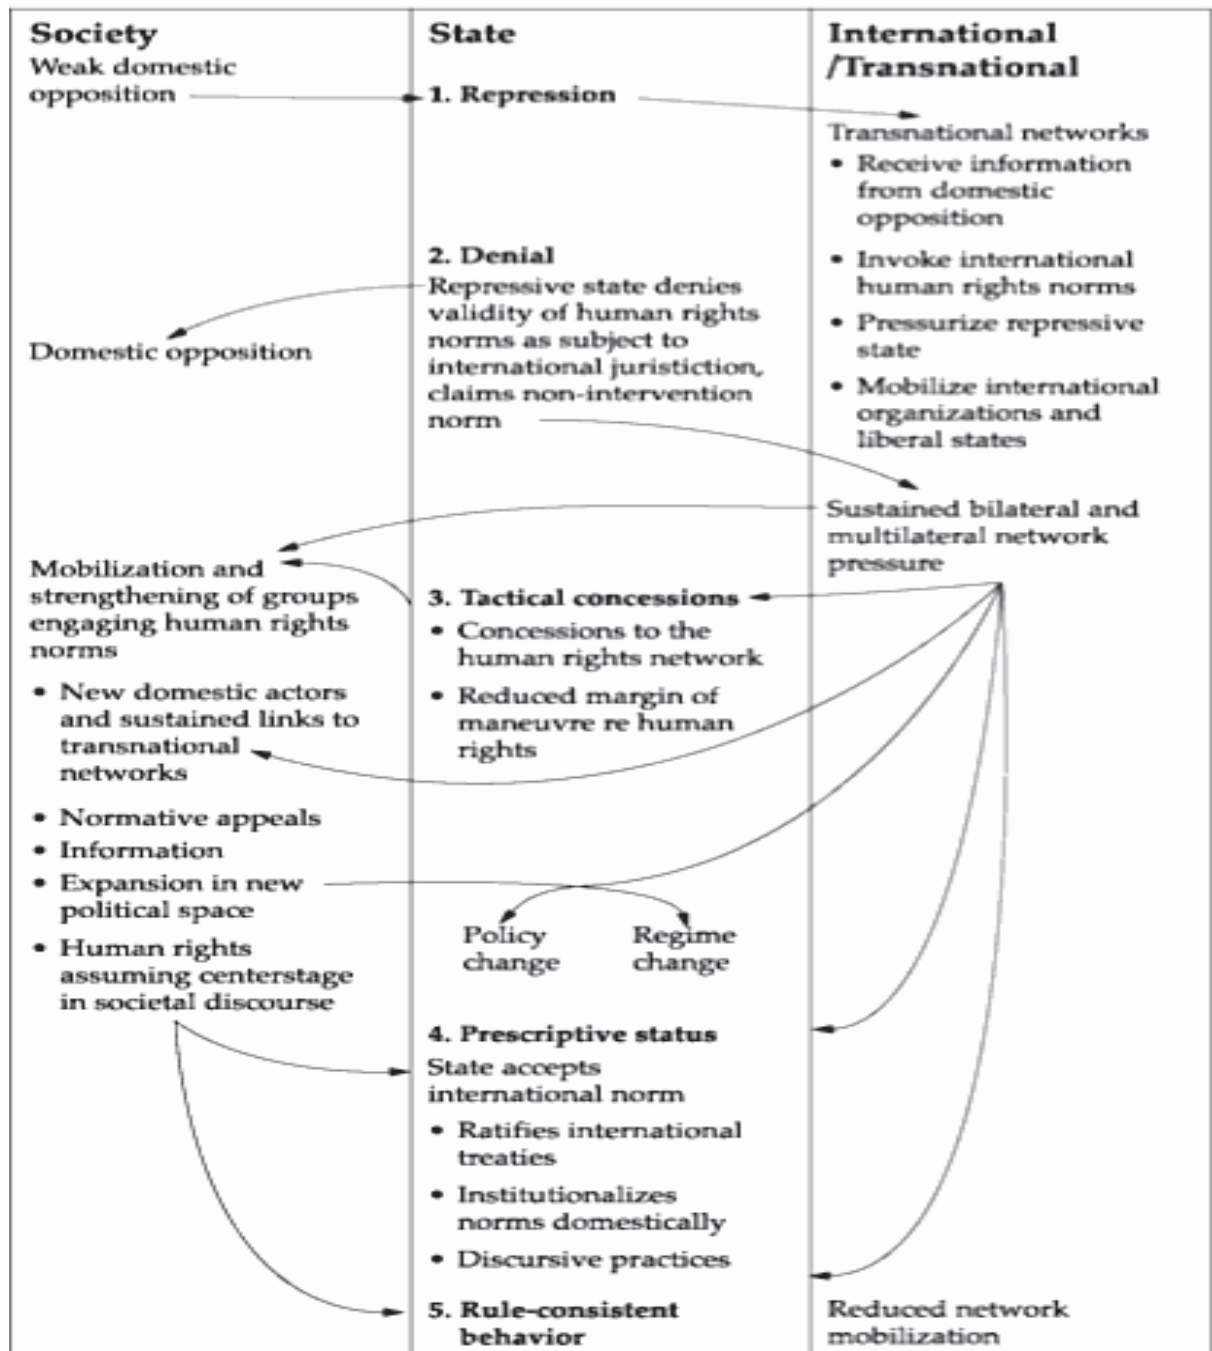 Society
Weak domestic
opposition
State
1. Repression
International
/Transnational
Transnational networks
• Receive information
from domestic
opposition
• Invoke international
human rights norms
• Pressurize repressive
state
• Mobilize international
organizations and
liberal states
2. Denial
Repressive state denies
validity of human rights
norms as subject to
international juristiction,
claims non-intervention
norm
Domestic opposition
Sustained bilateral and
multilateral network
pressure
Mobilization and
strengthening of groups
engaging human rights
norms
• New domestic actors
and sustained links to
transnational
networks
• Normative appeals
• Information
• Expansion in new
political space
• Human rights
assuming centerstage
in societal discourse
3. Tactical concessions
• Concessions to the
human rights network
• Reduced margin of
maneuvre re human
rights
Policy
change
Regime
change
4. Prescriptive status
State accepts
international norm
• Ratifies international
treaties
• Institutionalizes
norms domestically
• Discursive practices
5. Rule-consistent
behavior
Reduced network
mobilization